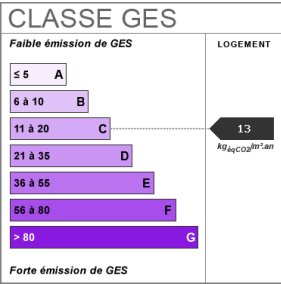 CLASSE GES
Faible émission de GES
LOGEMENT
≤ 5 A
6 à 10 B
11 à 20 C
13
kgéqCO2/m².an
21 à 35 D
36 à 55 E
56 à 80 F
> 80 G
Forte émission de GES